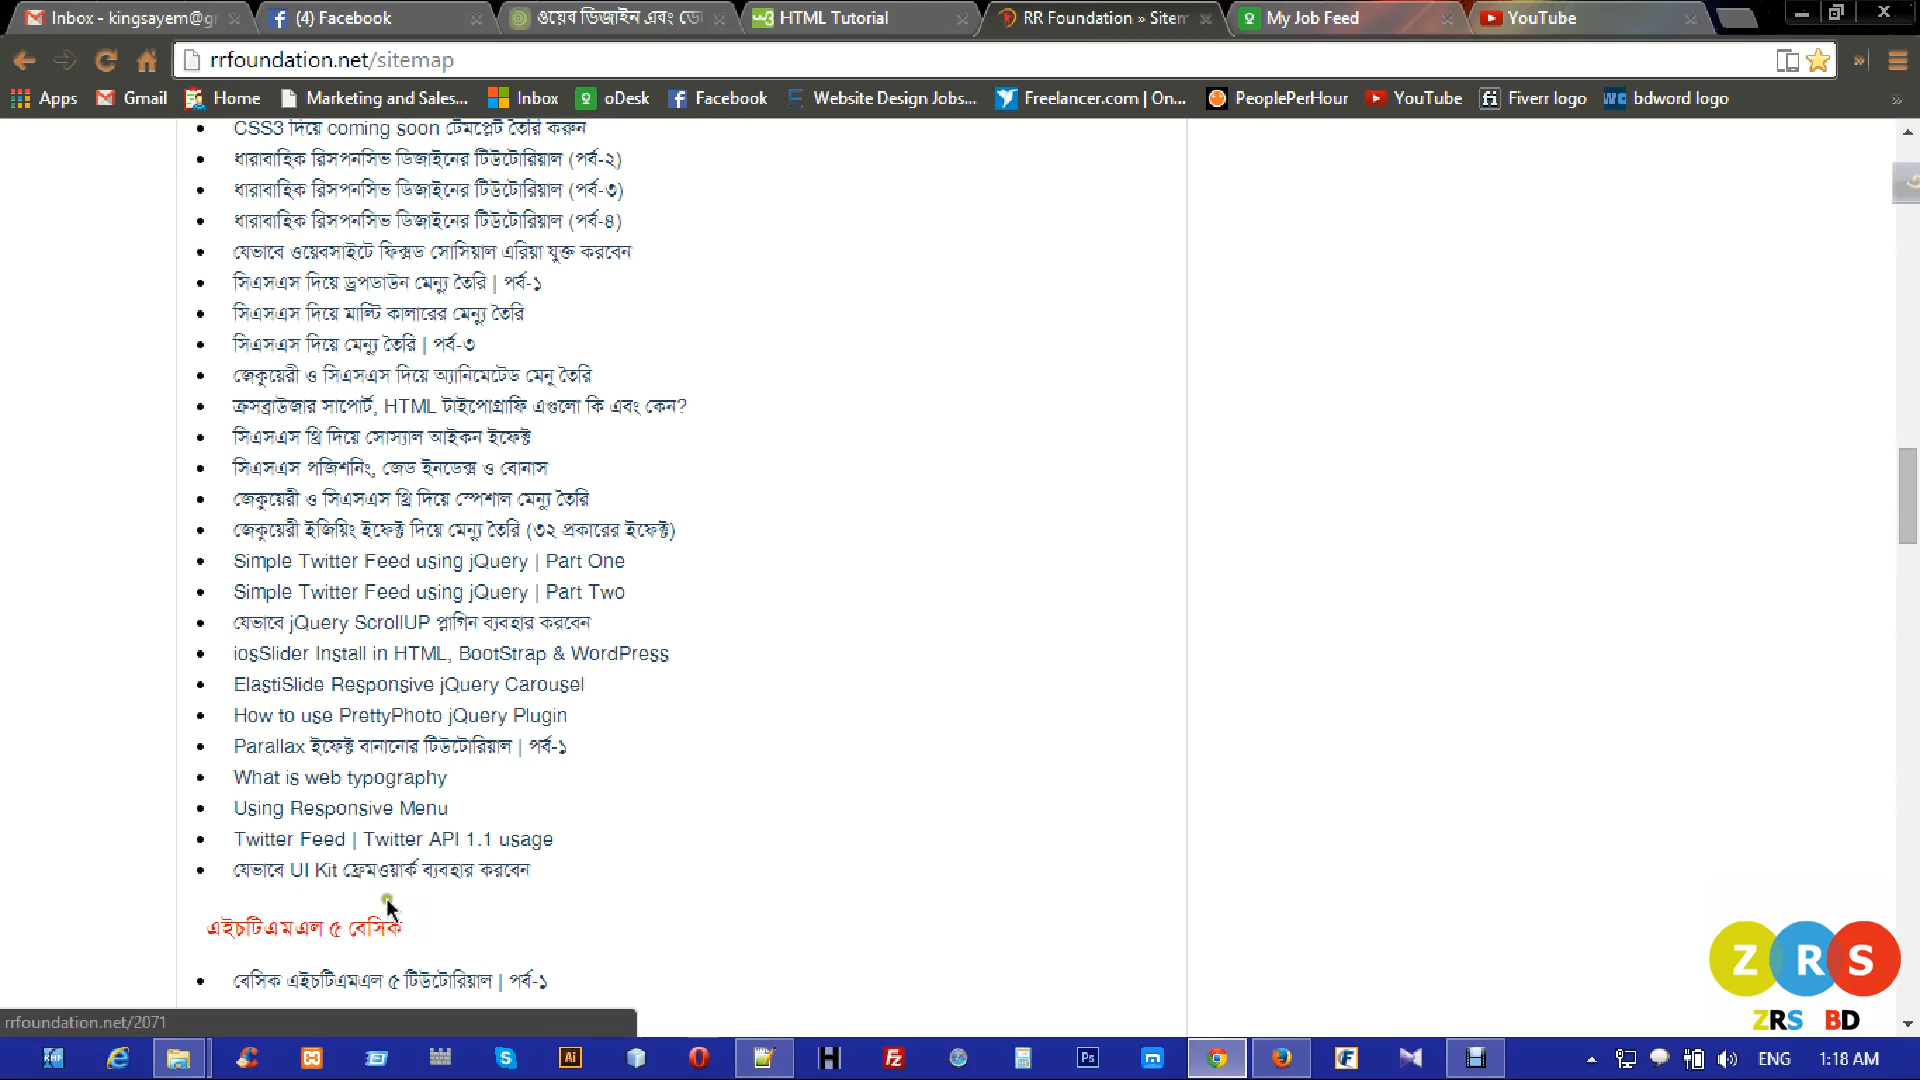 Inbox - kingsayem@gr
(4) Facebook
ওয়েব ডিজাইন এবং ডে
HTML Tutorial
RR Foundation » Sitem
My Job Feed
YouTube
rrfoundation.net/sitemap
Apps
Gmail
Home
Marketing and Sales...
Inbox
oDesk
Facebook
Website Design Jobs...
Freelancer.com | On...
PeoplePerHour
YouTube
Fiverr logo
bdword logo
CSS3 দিয়ে coming soon টেমপ্লেট তৈরি করুন
ধারাবাহিক রিসপনসিভ ডিজাইনের টিউটোরিয়াল (পর্ব-২)
ধারাবাহিক রিসপনসিভ ডিজাইনের টিউটোরিয়াল (পর্ব-৩)
ধারাবাহিক রিসপনসিভ ডিজাইনের টিউটোরিয়াল (পর্ব-৪)
যেভাবে ওয়েবসাইটে ফিক্সড সোসিয়াল এরিয়া যুক্ত করবেন
সিএসএস দিয়ে ড্রপডাউন মেন্যু তৈরি | পর্ব-১
সিএসএস দিয়ে মাল্টি কালারের মেন্যু তৈরি
সিএসএস দিয়ে মেন্যু তৈরি | পর্ব-৩
জেকুয়েরী ও সিএসএস দিয়ে অ্যানিমেটেড মেনু তৈরি
ক্রসব্রাউজার সাপোর্ট, HTML টাইপোগ্রাফি এগুলো কি এবং কেন?
সিএসএস থ্রি দিয়ে সোস্যাল আইকন ইফেক্ট
সিএসএস পজিশনিং, জেড ইনডেক্স ও বোনাস
জেকুয়েরী ও সিএসএস থ্রি দিয়ে স্পেশাল মেন্যু তৈরি
জেকুয়েরী ইজিয়িং ইফেক্ট দিয়ে মেন্যু তৈরি (৩২ প্রকারের ইফেক্ট)
Simple Twitter Feed using jQuery | Part One
Simple Twitter Feed using jQuery | Part Two
যেভাবে jQuery ScrollUP প্লাগিন ব্যবহার করবেন
iosSlider Install in HTML, BootStrap & WordPress
ElastiSlide Responsive jQuery Carousel
How to use PrettyPhoto jQuery Plugin
Parallax ইফেক্ট বানানোর টিউটোরিয়াল | পর্ব-১
What is web typography
Using Responsive Menu
Twitter Feed | Twitter API 1.1 usage
যেভাবে UI Kit ফ্রেমওয়ার্ক ব্যবহার করবেন
এইচটিএমএল ৫ বেসিক
বেসিক এইচটিএমএল ৫ টিউটোরিয়াল | পর্ব-১
rrfoundation.net/2071
ZRS
ZRS BD
ENG
1:18 AM